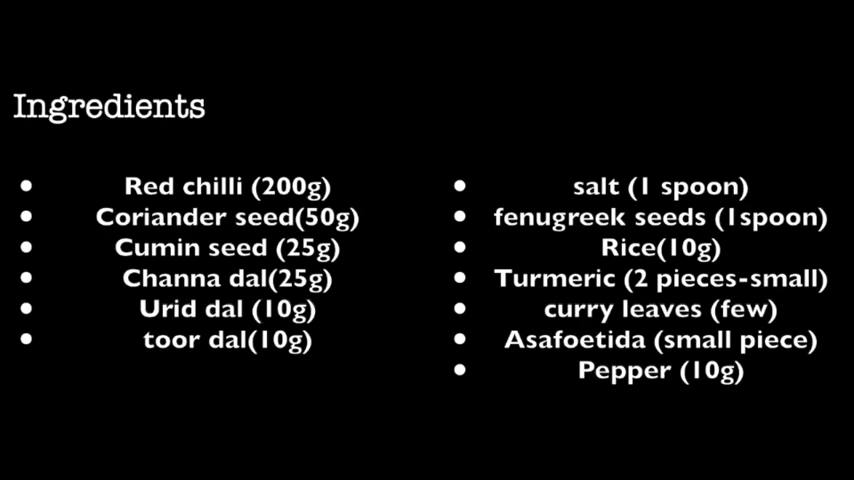 Ingredients
Red chilli (200g)
Coriander seed(50g)
Cumin seed (25g)
Channa dal(25g)
Urid dal (10g)
toor dal(10g)
salt (1 spoon)
fenugreek seeds (1spoon)
Rice(10g)
Turmeric (2 pieces-small)
curry leaves (few)
Asafoetida (small piece)
Pepper (10g)